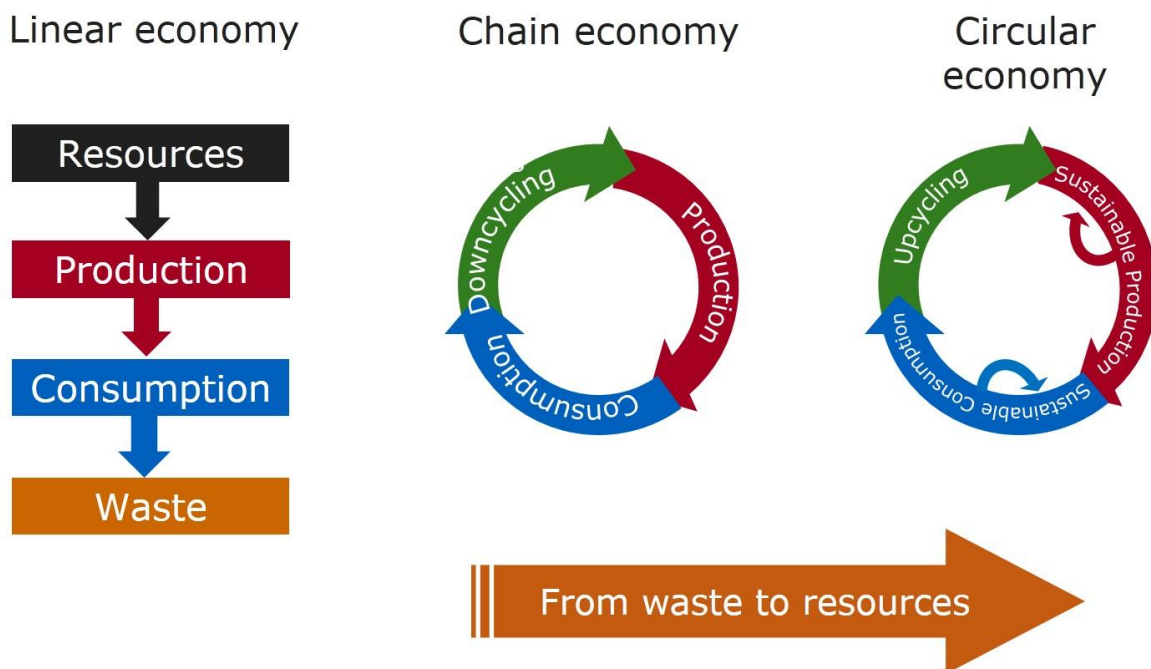 Linear economy
Resources
Production
Consumption
Waste
Chain economy
Downcycling
Production
Consumption
Circular
economy
Upcycling
Sustainable Production
Sustainable Consumption
From waste to resources